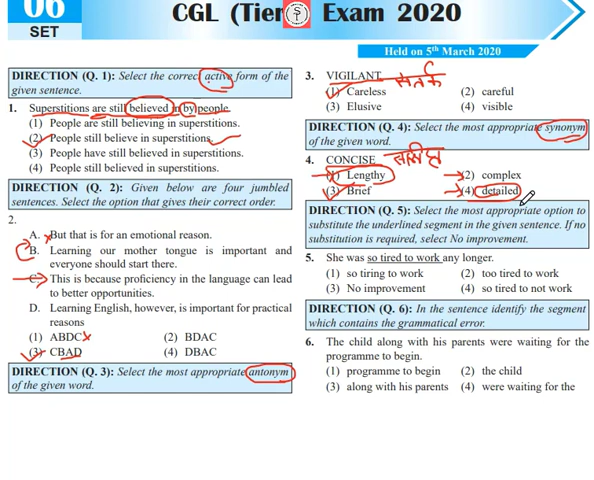 06
SET
CGL (Tier I) Exam 2020
Held on 5th March 2020
DIRECTION (Q. 1): Select the correct active form of the
given sentence.
1. Superstitions are still believed in by people.
(1) People are still believing in superstitions.
(2) People still believe in superstitions.
(3) People have still believed in superstitions.
(4) People still believed in superstitions.
DIRECTION (Q. 2): Given below are four jumbled
sentences. Select the option that gives their correct order.
2.
A. But that is for an emotional reason.
B. Learning our mother tongue is important and
everyone should start there.
C. This is because proficiency in the language can lead
to better opportunities.
D. Learning English, however, is important for practical
reasons
(1) ABDC (2) BDAC
(3) CBAD (4) DBAC
DIRECTION (Q. 3): Select the most appropriate antonym
of the given word.
3. VIGILANT सतर्क
(1) Careless (2) careful
(3) Elusive (4) visible
DIRECTION (Q. 4): Select the most appropriate synonym
of the given word.
4. CONCISE
(1) Lengthy (2) complex
(3) Brief (4) detailed
DIRECTION (Q. 5): Select the most appropriate option to
substitute the underlined segment in the given sentence. If no
substitution is required, select No improvement.
5. She was so tired to work any longer.
(1) so tiring to work (2) too tired to work
(3) No improvement (4) so tired to not work
DIRECTION (Q. 6): In the sentence identify the segment
which contains the grammatical error.
6. The child along with his parents were waiting for the
programme to begin.
(1) programme to begin (2) the child
(3) along with his parents (4) were waiting for the